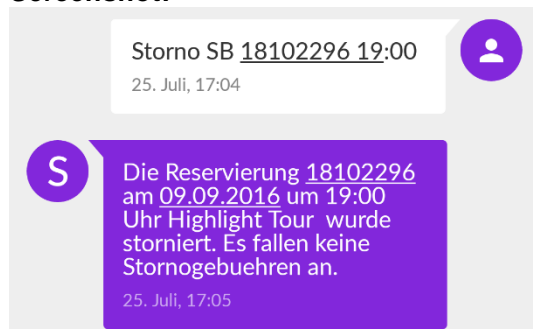 Storno SB 18102296 19:00
25. Juli, 17:04
S
Die Reservierung 18102296
am 09.09.2016 um 19:00
Uhr Highlight Tour  wurde
storniert. Es fallen keine
Stornogebuehren an.
25. Juli, 17:05